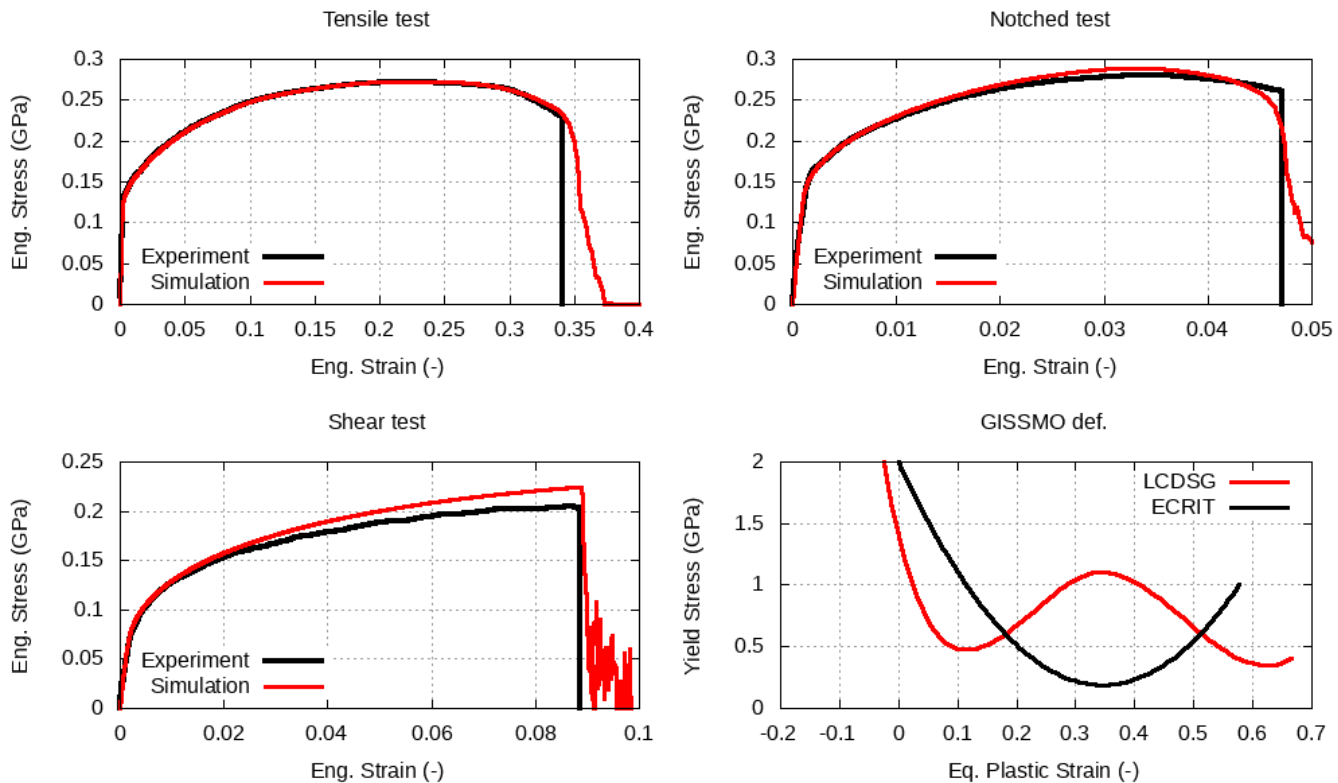 Tensile test
Eng. Stress (GPa)
0.3
0.25
0.2
0.15
0.1
0.05
0
Experiment
Simulation
0 0.05 0.1 0.15 0.2 0.25 0.3 0.35 0.4
Eng. Strain (-)
Notched test
Eng. Stress (GPa)
0.3
0.25
0.2
0.15
0.1
0.05
0
Experiment
Simulation
0 0.01 0.02 0.03 0.04 0.05
Eng. Strain (-)
Shear test
Eng. Stress (GPa)
0.25
0.2
0.15
0.1
0.05
0
Experiment
Simulation
0 0.02 0.04 0.06 0.08 0.1
Eng. Strain (-)
GISSMO def.
Yield Stress (GPa)
2
1.5
1
0.5
0
LCDSG
ECRIT
-0.2 -0.1 0 0.1 0.2 0.3 0.4 0.5 0.6 0.7
Eq. Plastic Strain (-)